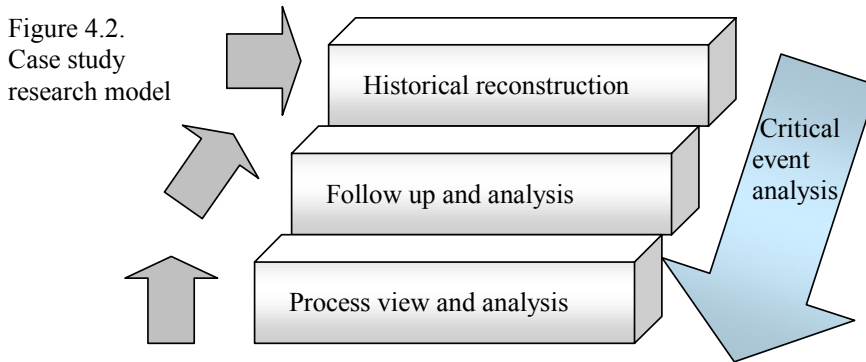 Figure 4.2.
Case study
research model
Historical reconstruction
Follow up and analysis
Process view and analysis
Critical
event
analysis